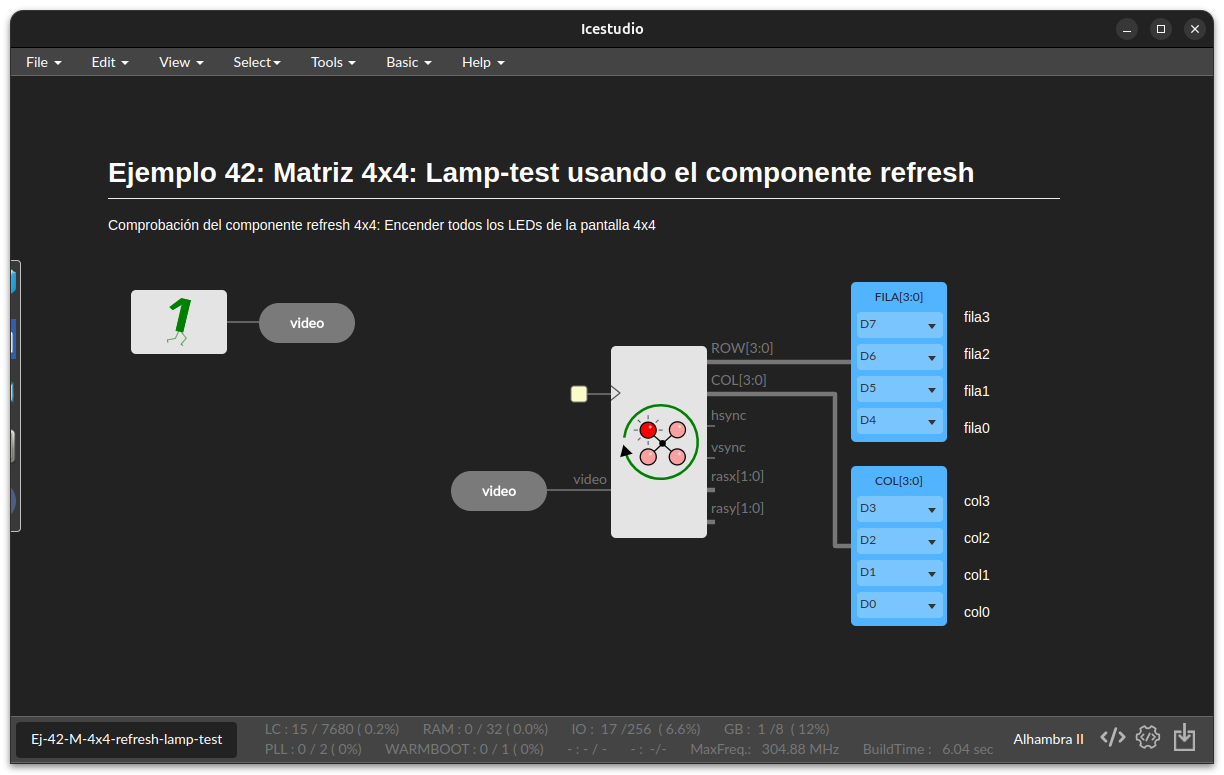 Icestudio
File Edit View Select Tools Basic Help
Ejemplo 42: Matriz 4x4: Lamp-test usando el componente refresh
Comprobación del componente refresh 4x4: Encender todos los LEDs de la pantalla 4x4
1
video
video
video
ROW[3:0]
COL[3:0]
hsync
vsync
rasx[1:0]
rasy[1:0]
FILA[3:0]
D7 fila3
D6 fila2
D5 fila1
D4 fila0
COL[3:0]
D3 col3
D2 col2
D1 col1
D0 col0
Ej-42-M-4x4-refresh-lamp-test
LC : 15 / 7680 ( 0.2%) RAM : 0 / 32 ( 0.0%) IO : 17 /256 ( 6.6%) GB : 1 /8 ( 12%)
PLL : 0 / 2 ( 0%) WARMBOOT : 0 / 1 ( 0%) - : - / - - : -/- MaxFreq.: 304.88 MHz BuildTime : 6.04 sec
Alhambra II